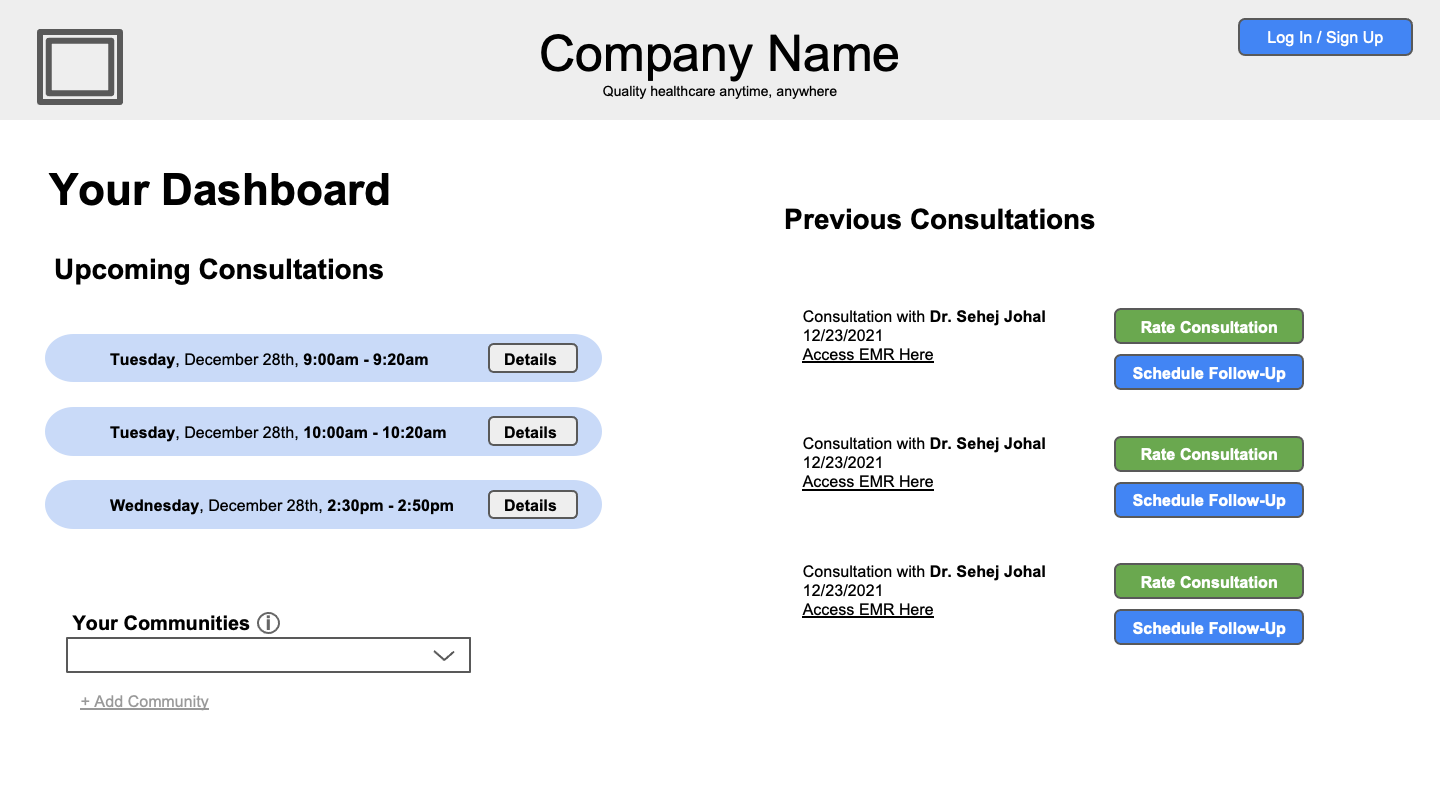 Company Name
Quality healthcare anytime, anywhere
Log In / Sign Up
Your Dashboard
Upcoming Consultations
Tuesday, December 28th, 9:00am - 9:20am
Details
Tuesday, December 28th, 10:00am - 10:20am
Details
Wednesday, December 28th, 2:30pm - 2:50pm
Details
Your Communities
+ Add Community
Previous Consultations
Consultation with Dr. Sehej Johal
12/23/2021
Access EMR Here
Rate Consultation
Schedule Follow-Up
Consultation with Dr. Sehej Johal
12/23/2021
Access EMR Here
Rate Consultation
Schedule Follow-Up
Consultation with Dr. Sehej Johal
12/23/2021
Access EMR Here
Rate Consultation
Schedule Follow-Up